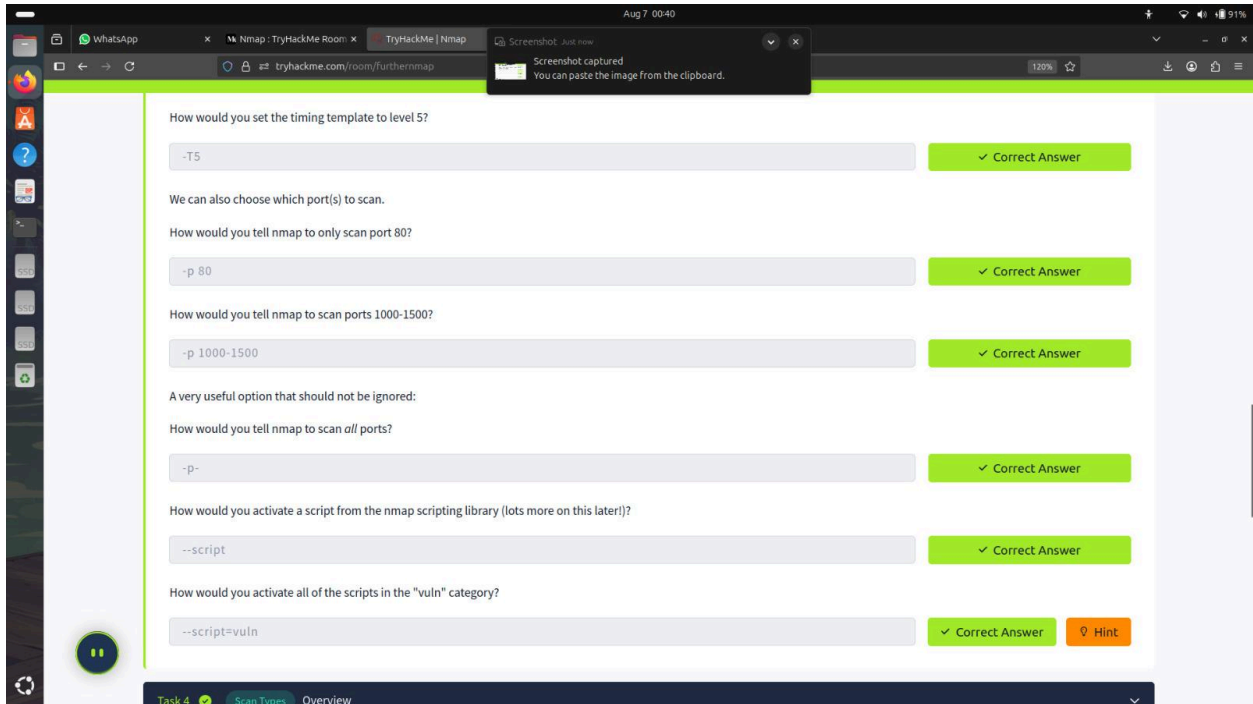 Aug 7 00:40
91%
WhatsApp
Nmap : TryHackMe Room
TryHackMe | Nmap
Screenshot Just now
Screenshot captured
You can paste the image from the clipboard.
tryhackme.com/room/furthernmap
120%
How would you set the timing template to level 5?
-T5
✓ Correct Answer
We can also choose which port(s) to scan.
How would you tell nmap to only scan port 80?
-p 80
✓ Correct Answer
How would you tell nmap to scan ports 1000-1500?
-p 1000-1500
✓ Correct Answer
A very useful option that should not be ignored:
How would you tell nmap to scan all ports?
-p-
✓ Correct Answer
How would you activate a script from the nmap scripting library (lots more on this later!)?
--script
✓ Correct Answer
How would you activate all of the scripts in the "vuln" category?
--script=vuln
✓ Correct Answer
Hint
Task 4
Scan Types
Overview
SSD
SSD
SSD